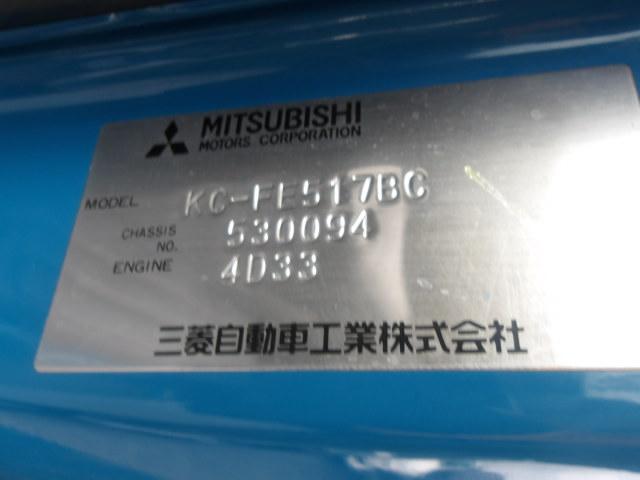 MITSUBISHI
MOTORS CORPORATION
MODEL KC-FE517BC
CHASSIS NO. 530094
ENGINE 4D33
三菱自動車工業株式会社